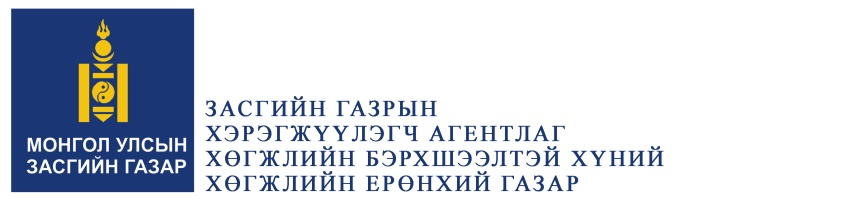 МОНГОЛ УЛСЫН
ЗАСГИЙН ГАЗАР
ЗАСГИЙН ГАЗРЫН
ХЭРЭГЖҮҮЛЭГЧ АГЕНТЛАГ
ХӨГЖЛИЙН БЭРХШЭЭЛТЭЙ ХҮНИЙ
ХӨГЖЛИЙН ЕРӨНХИЙ ГАЗАР